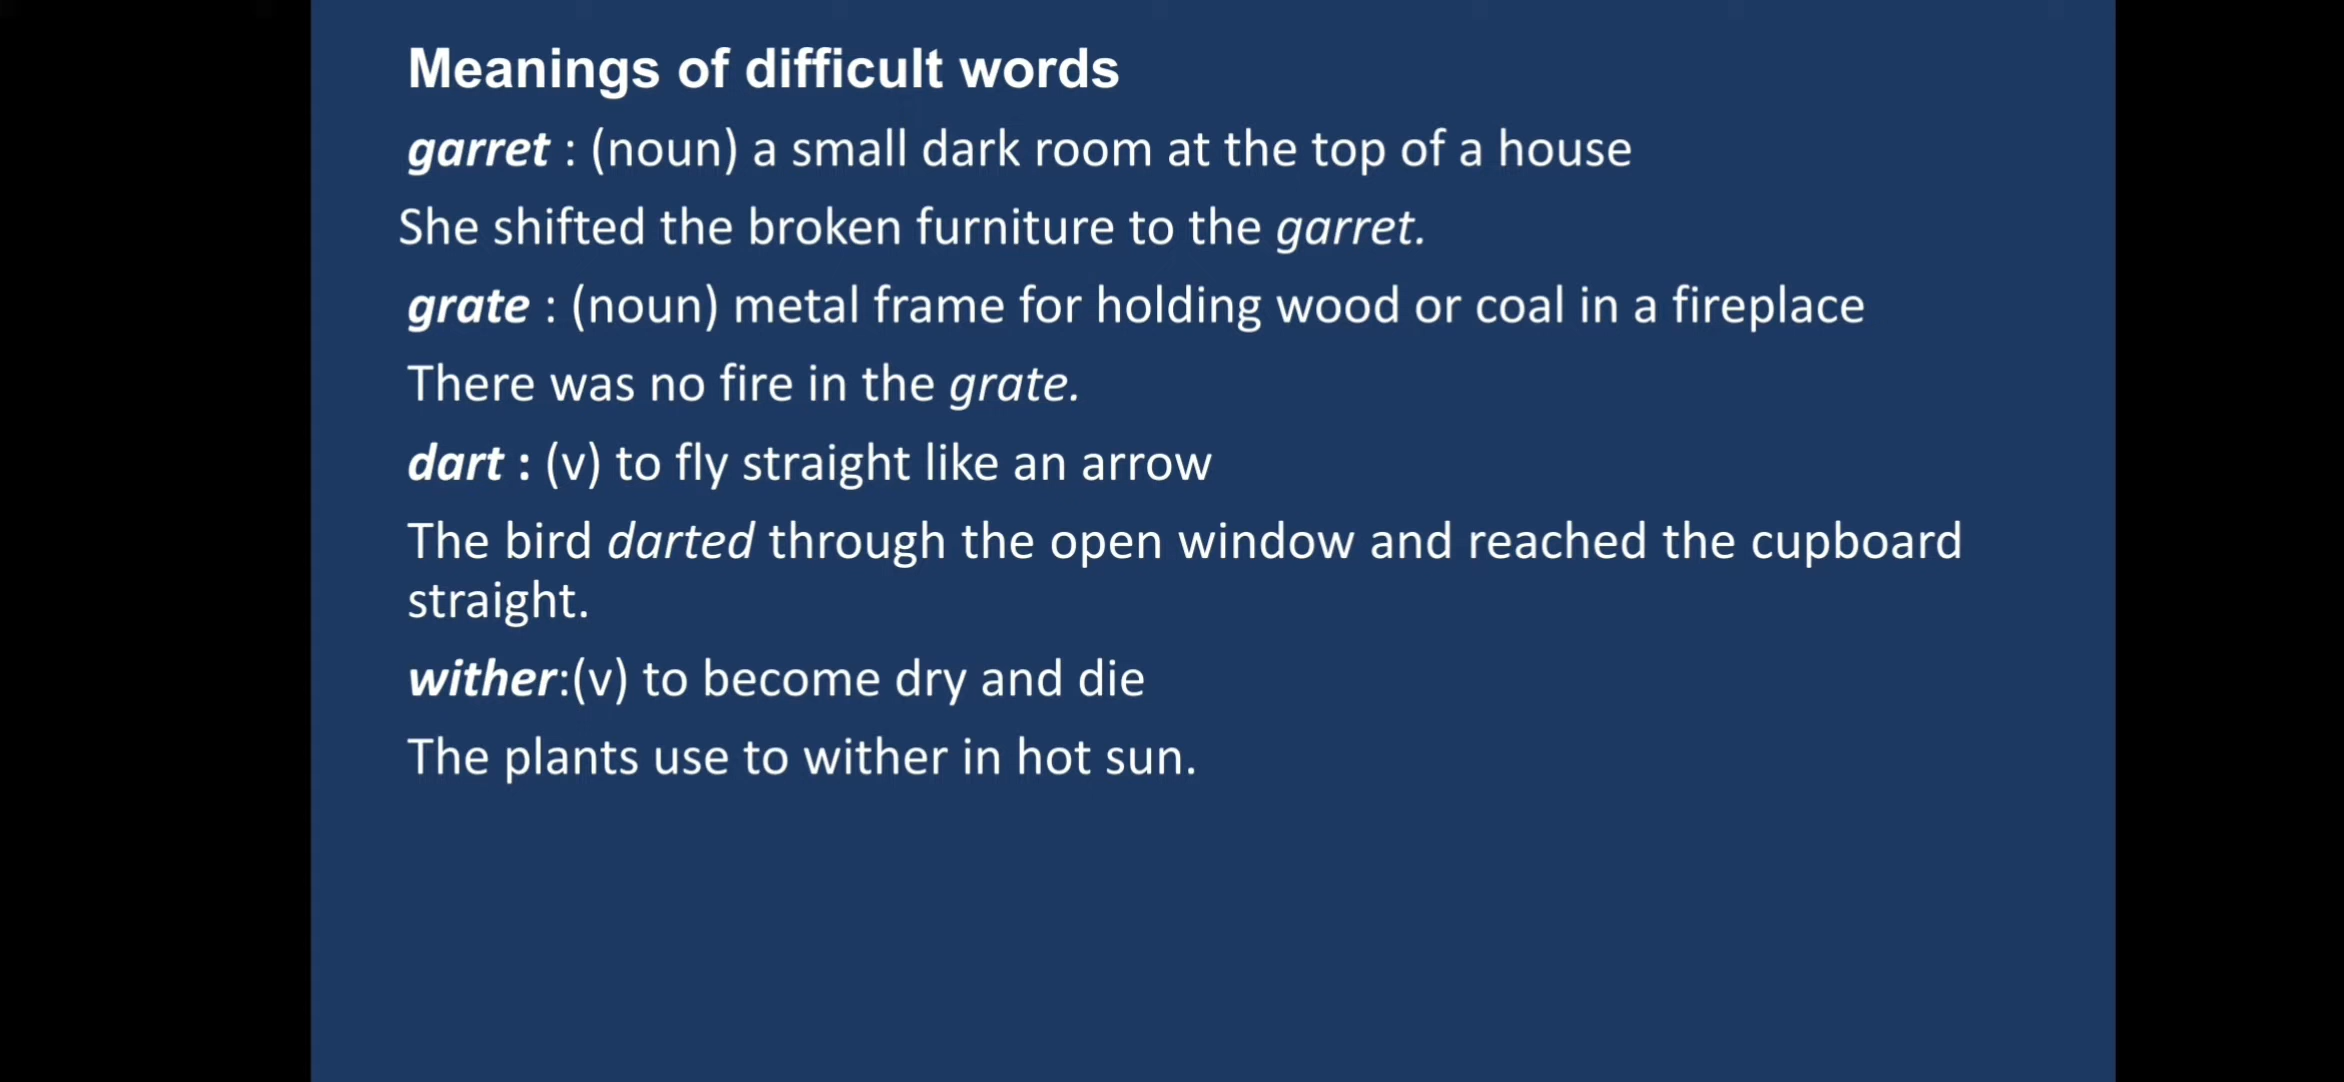 Meanings of difficult words
garret : (noun) a small dark room at the top of a house
She shifted the broken furniture to the garret.
grate : (noun) metal frame for holding wood or coal in a fireplace
There was no fire in the grate.
dart : (v) to fly straight like an arrow
The bird darted through the open window and reached the cupboard
straight.
wither:(v) to become dry and die
The plants use to wither in hot sun.